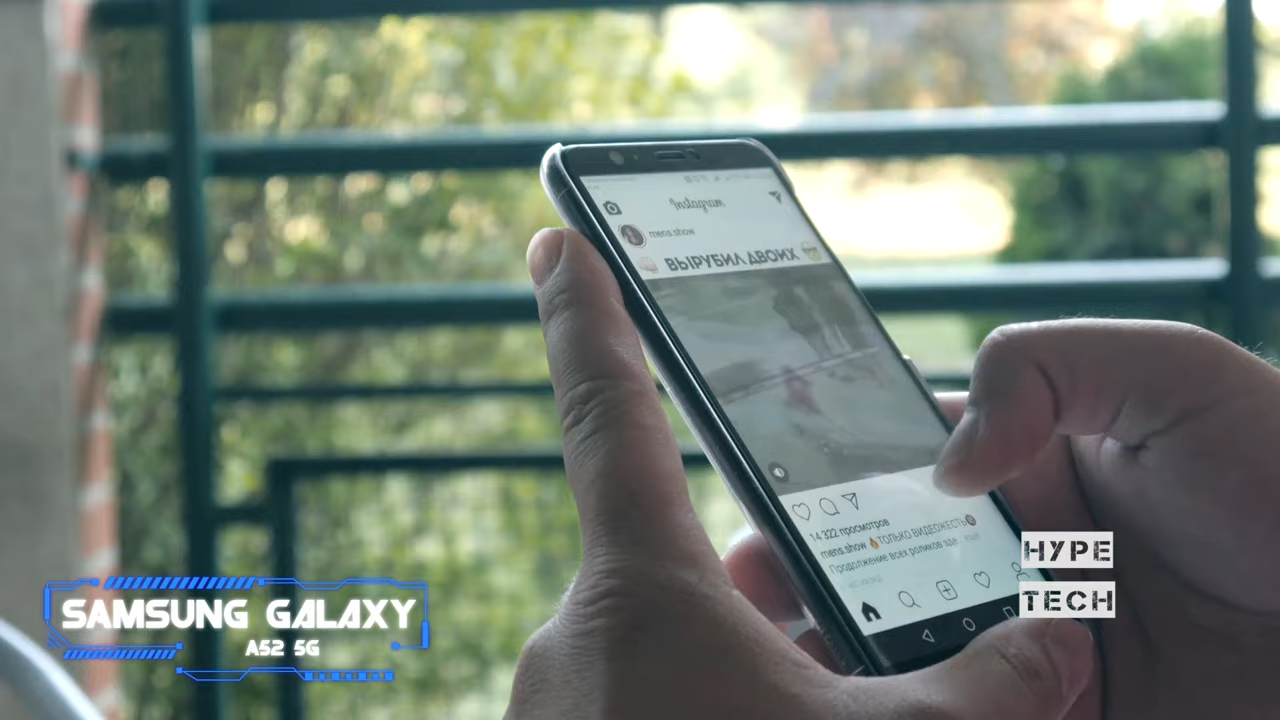 Instagram
mens.show
ВЫРУБИЛ ДВОИХ
14 322 просмотров
mens.show ТОЛЬКО ВИДЕОЖЕСТЬ
Продолжение всех роликов
HYPE
TECH
SAMSUNG GALAXY
A52 5G